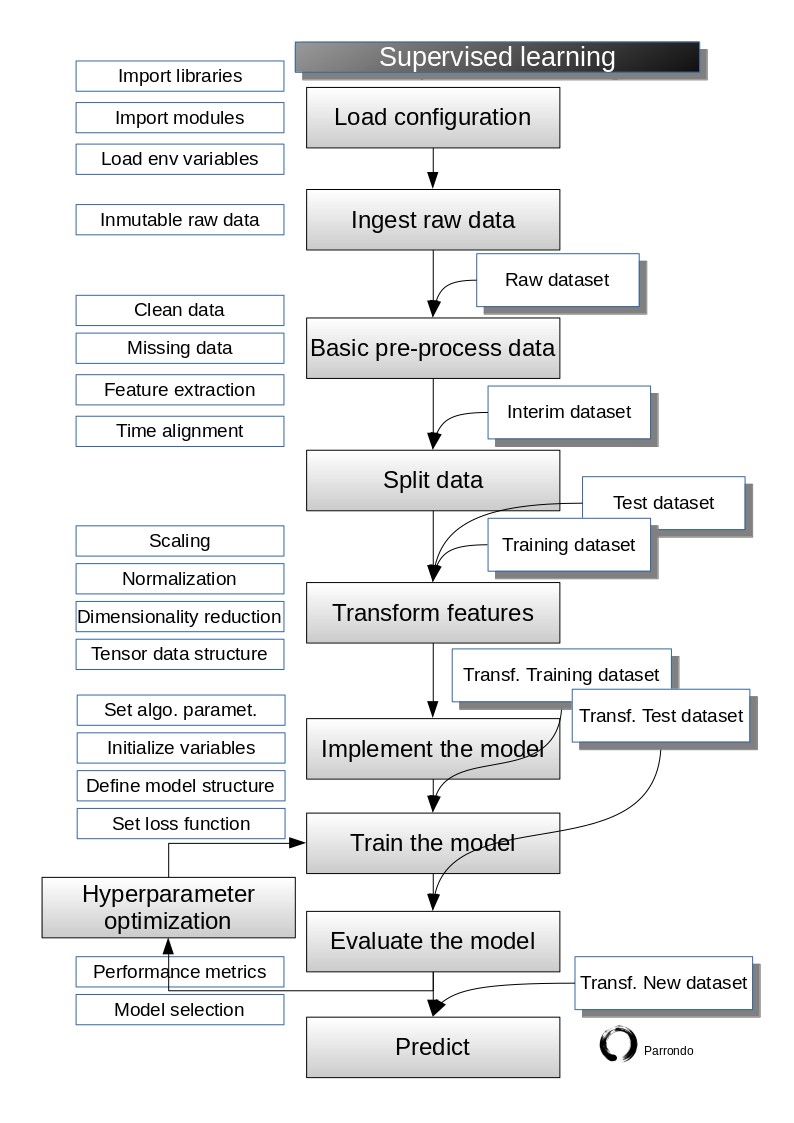 Supervised learning
Import libraries
Import modules
Load env variables
Load configuration
Inmutable raw data
Ingest raw data
Raw dataset
Clean data
Missing data
Feature extraction
Time alignment
Basic pre-process data
Interim dataset
Split data
Test dataset
Training dataset
Scaling
Normalization
Dimensionality reduction
Tensor data structure
Transform features
Transf. Training dataset
Transf. Test dataset
Set algo. paramet.
Initialize variables
Define model structure
Set loss function
Implement the model
Train the model
Hyperparameter
optimization
Evaluate the model
Performance metrics
Model selection
Transf. New dataset
Predict
Parrondo